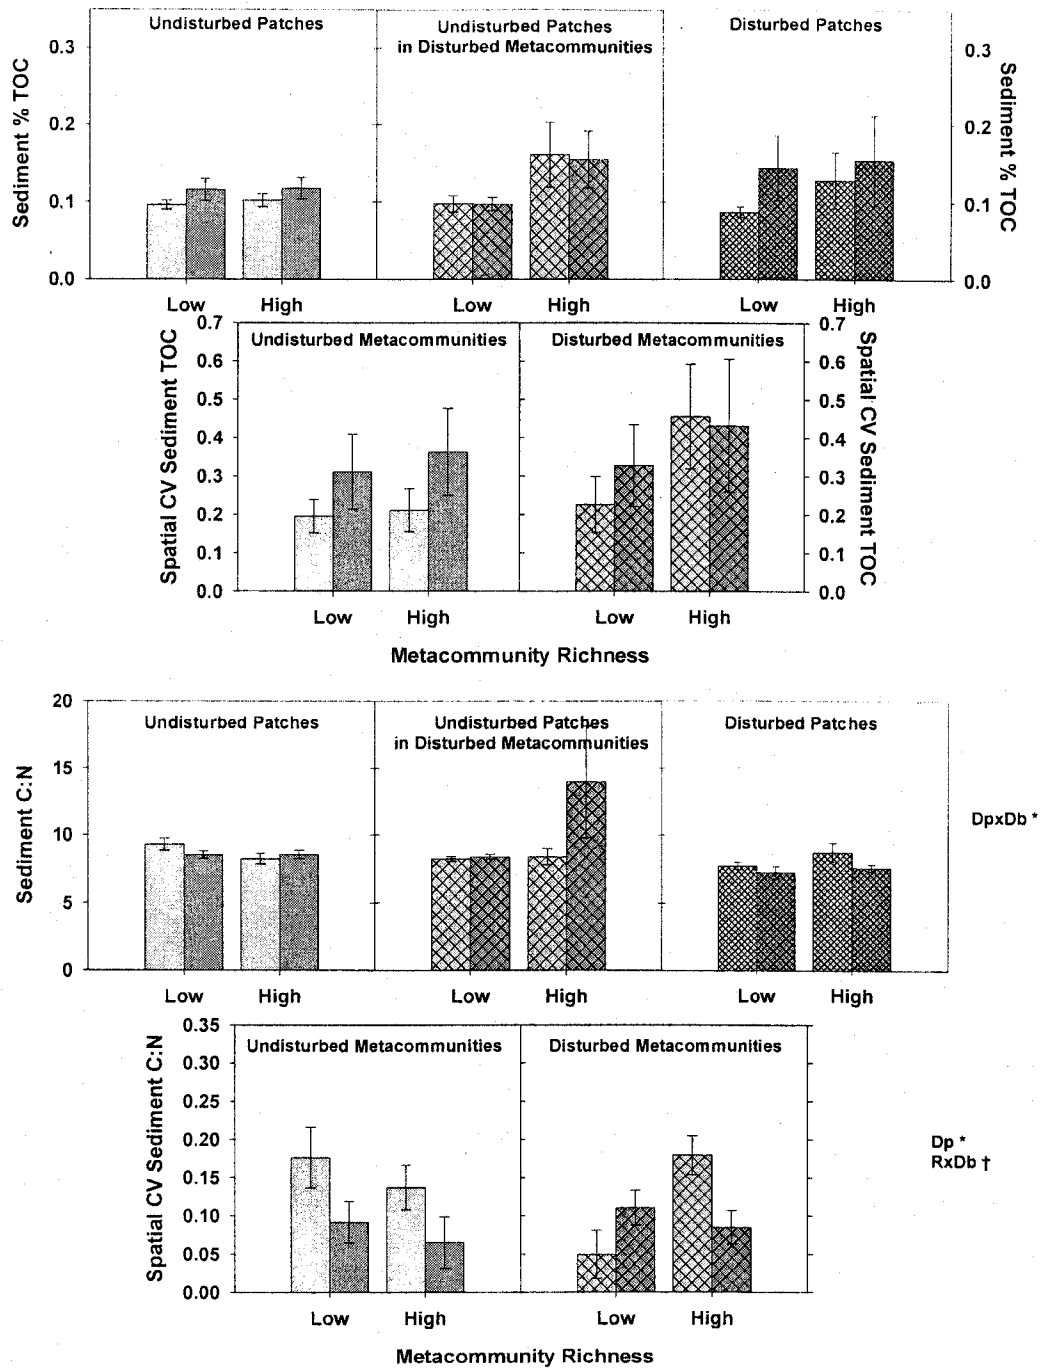 Undisturbed Patches
Undisturbed Patches
in Disturbed Metacommunities
Disturbed Patches
Sediment % TOC
0.3
0.2
0.1
0.0
Low
High
Low
High
Low
High
0.3
0.2
0.1
0.0
Sediment % TOC
Undisturbed Metacommunities
Disturbed Metacommunities
Spatial CV Sediment TOC
0.7
0.6
0.5
0.4
0.3
0.2
0.1
0.0
Low
High
Low
High
0.7
0.6
0.5
0.4
0.3
0.2
0.1
0.0
Spatial CV Sediment TOC
Metacommunity Richness
Undisturbed Patches
Undisturbed Patches
in Disturbed Metacommunities
Disturbed Patches
Sediment C:N
20
15
10
5
0
Low
High
Low
High
Low
High
DpxDb *
Undisturbed Metacommunities
Disturbed Metacommunities
Spatial CV Sediment C:N
0.35
0.30
0.25
0.20
0.15
0.10
0.05
0.00
Low
High
Low
High
Dp *
RxDb †
Metacommunity Richness